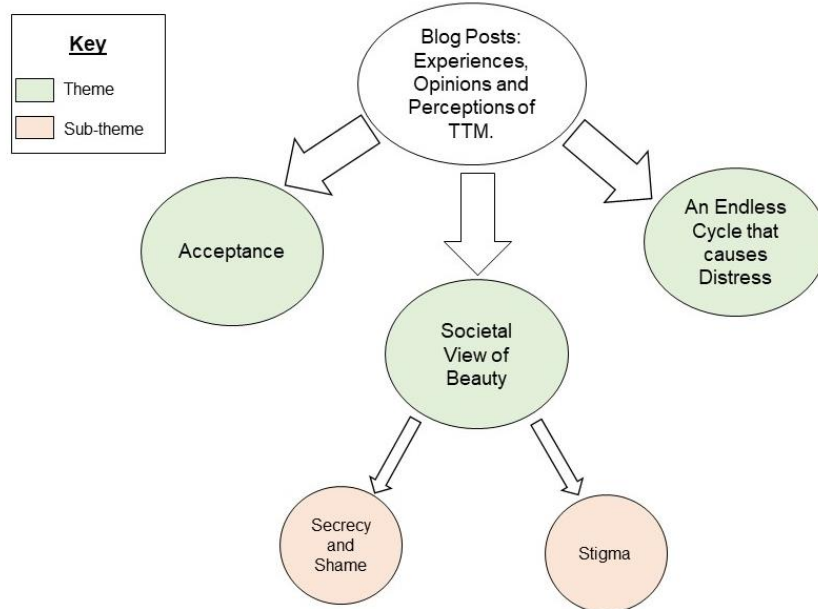 Key
Theme
Sub-theme
Blog Posts:
Experiences,
Opinions and
Perceptions of
TTM.
Acceptance
Societal
View of
Beauty
An Endless
Cycle that
causes
Distress
Secrecy
and
Shame
Stigma